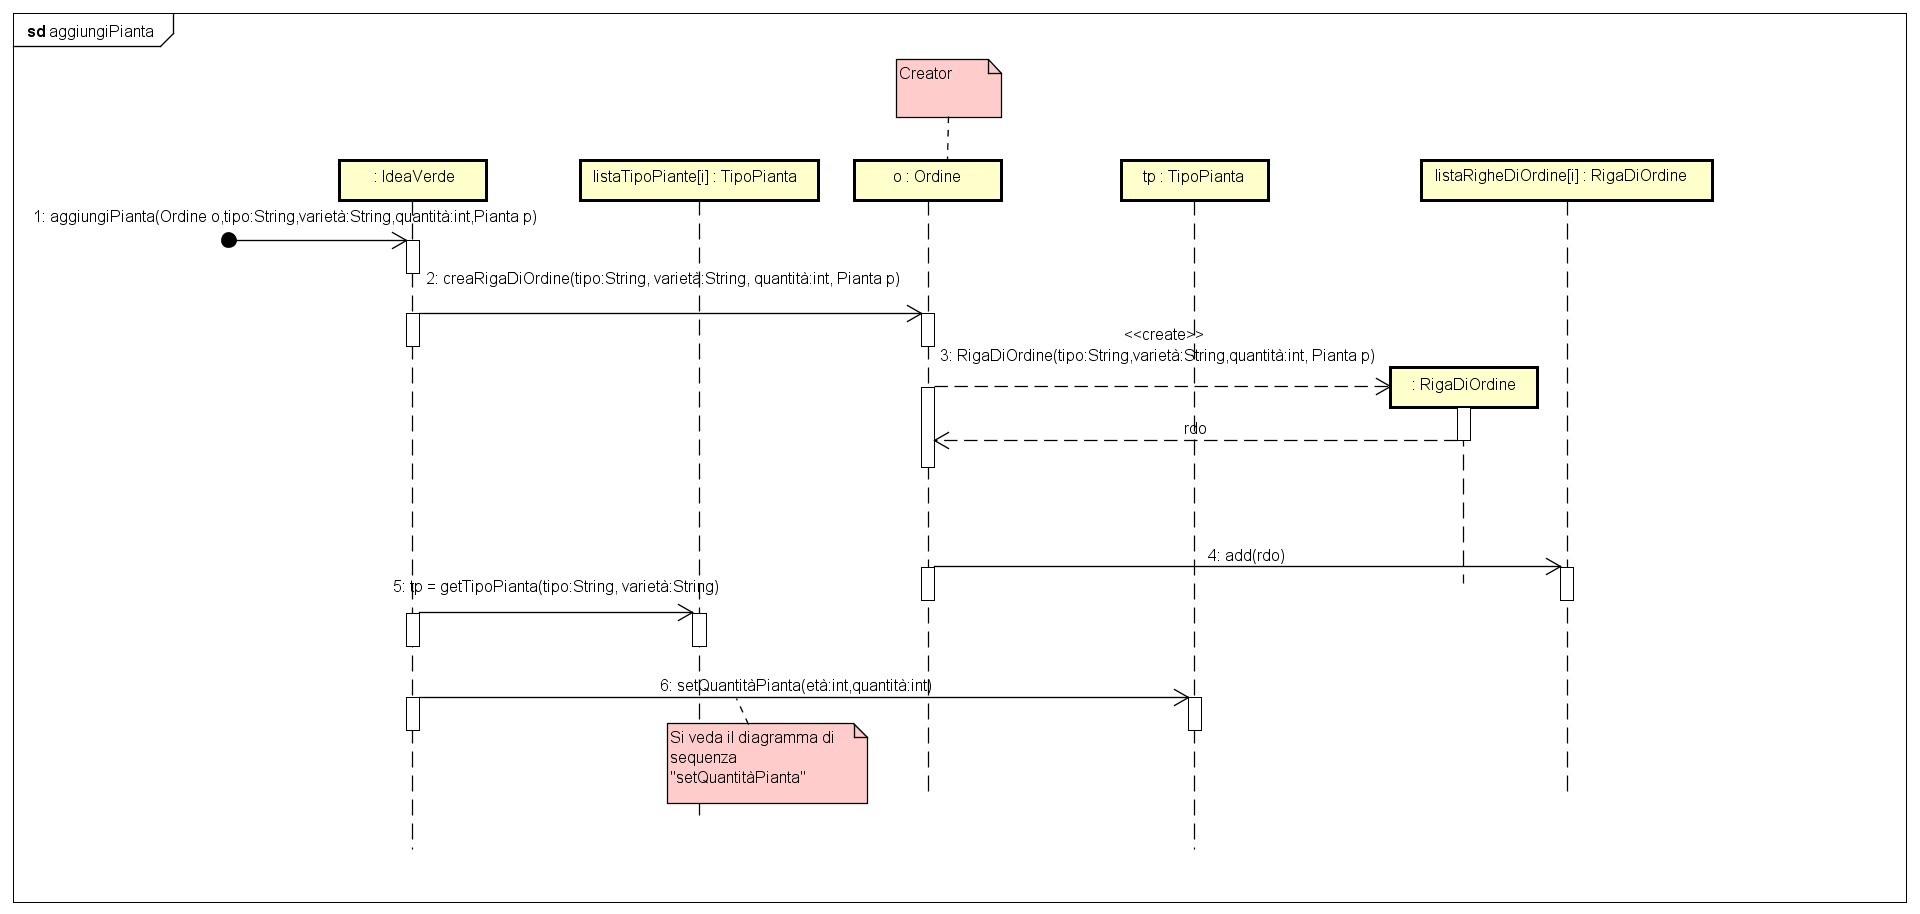 sd aggiungiPianta
Creator
: IdeaVerde
listaTipoPiante[i] : TipoPianta
o : Ordine
tp : TipoPianta
listaRigheDiOrdine[i] : RigaDiOrdine
1: aggiungiPianta(Ordine o,tipo:String,varietà:String,quantità:int,Pianta p)
2: creaRigaDiOrdine(tipo:String, varietà:String, quantità:int, Pianta p)
<<create>>
3: RigaDiOrdine(tipo:String,varietà:String,quantità:int, Pianta p)
: RigaDiOrdine
rdo
4: add(rdo)
5: tp = getTipoPianta(tipo:String, varietà:String)
6: setQuantitàPianta(età:int,quantità:int)
Si veda il diagramma di
sequenza
"setQuantitàPianta"